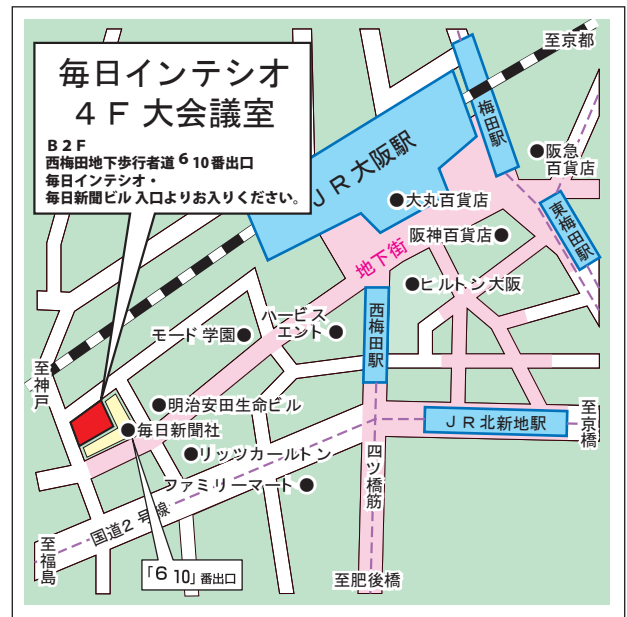 毎日インテシオ
４Ｆ 大会議室
Ｂ２Ｆ
西梅田地下歩行者道 ６ 10 番出口
毎日インテシオ・
毎日新聞ビル 入口よりお入りください。
至京都
梅田駅
阪急
百貨店
ＪＲ大阪駅
大丸百貨店
東梅田駅
阪神百貨店
地下街
ヒルトン大阪
ハービス
エント
西梅田駅
モード学園
至神戸
明治安田生命ビル
至京橋
ＪＲ北新地駅
毎日新聞社
リッツカールトン
四ツ橋筋
ファミリーマート
国道２号線
至福島
「６ 10」番出口
至肥後橋